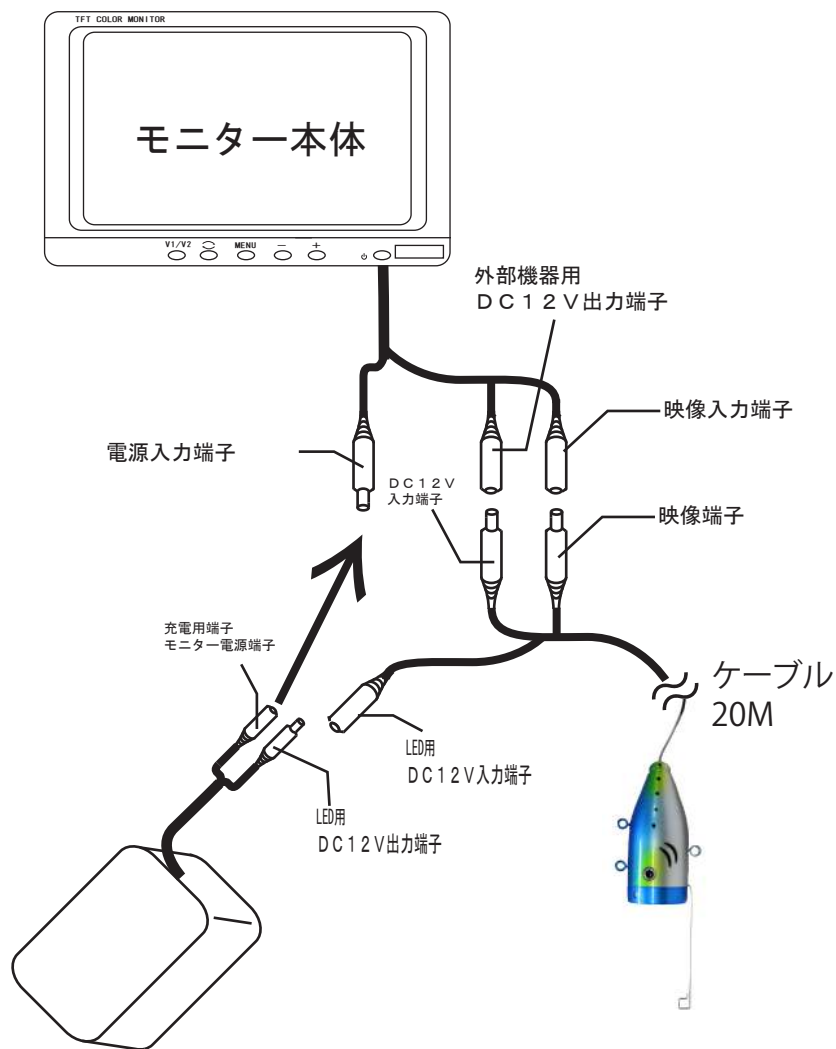 TFT COLOR MONITOR
モニター本体
V1/V2
MENU
−
+
外部機器用
DC12V出力端子
映像入力端子
電源入力端子
DC12V
入力端子
映像端子
充電用端子
モニター電源端子
ケーブル
20M
LED用
DC12V入力端子
LED用
DC12V出力端子